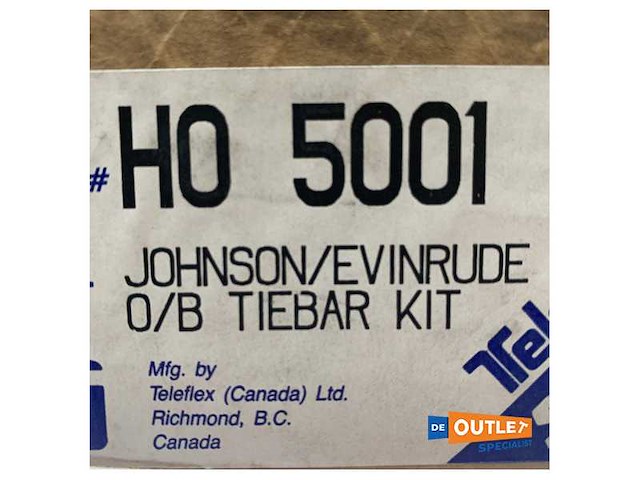 # HO 5001
JOHNSON/EVINRUDE
O/B TIEBAR KIT
Mfg. by
Teleflex (Canada) Ltd.
Richmond, B.C.
Canada
DE OUTLET
SPECIALIST